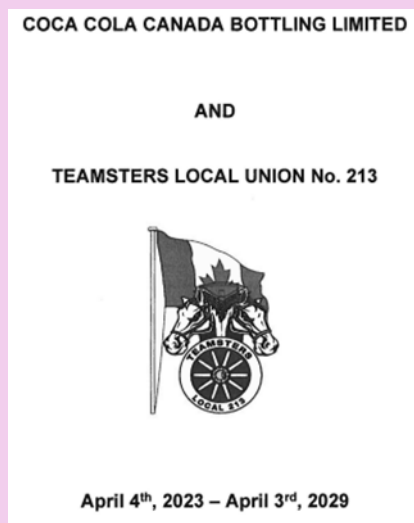 COCA COLA CANADA BOTTLING LIMITED
AND
TEAMSTERS LOCAL UNION No. 213
TEAMSTERS
LOCAL 213
April 4th, 2023 – April 3rd, 2029